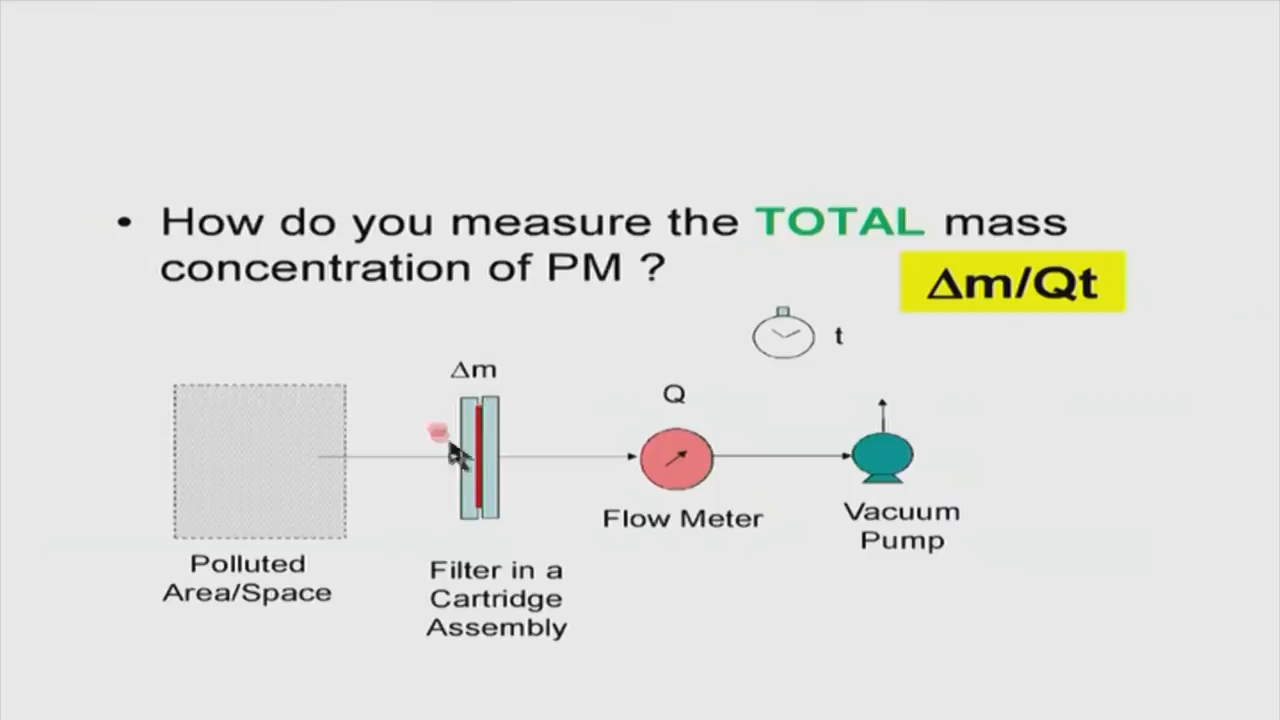 • How do you measure the TOTAL mass
concentration of PM ?
Δm/Qt
t
Δm
Q
Flow Meter
Vacuum
Pump
Polluted
Area/Space
Filter in a
Cartridge
Assembly